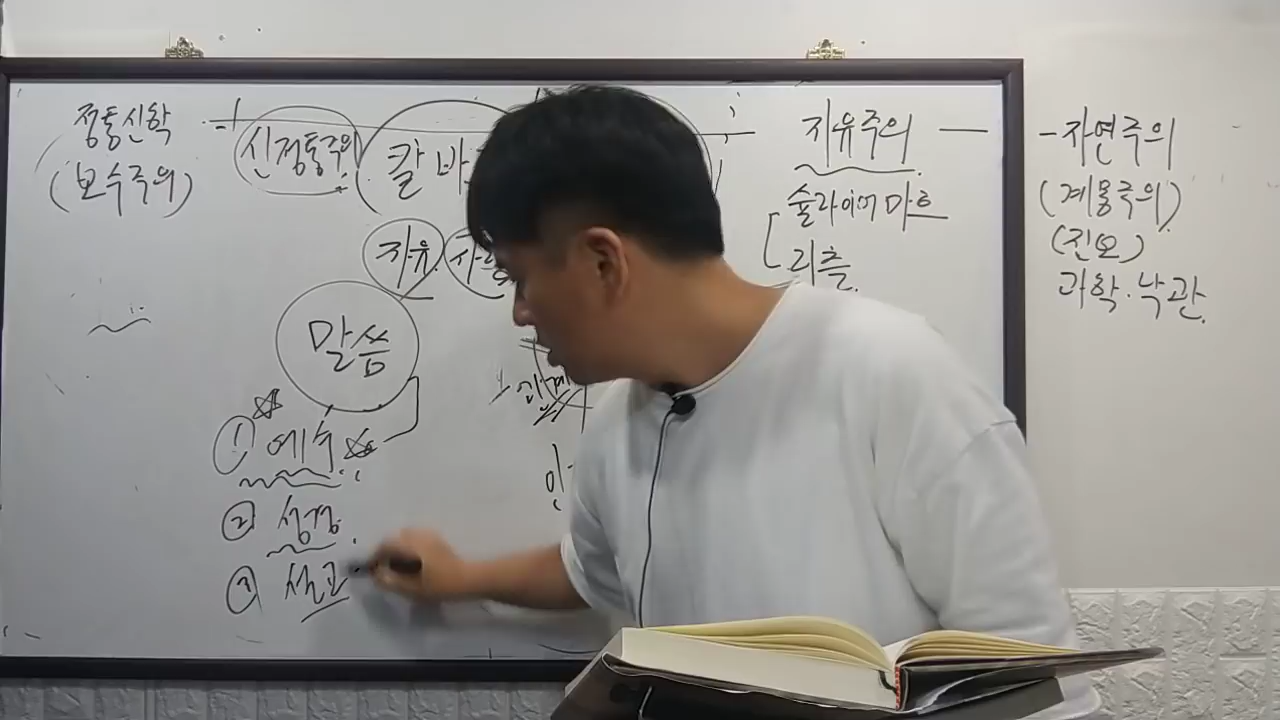 정통신학
(보수주의)
신정통주의
칼 바
자유주의
슐라이어마흐
리츨
자연주의
(계몽주의)
(진보)
과학·낙관
자유
말씀
① 예수
② 성경
③ 설교